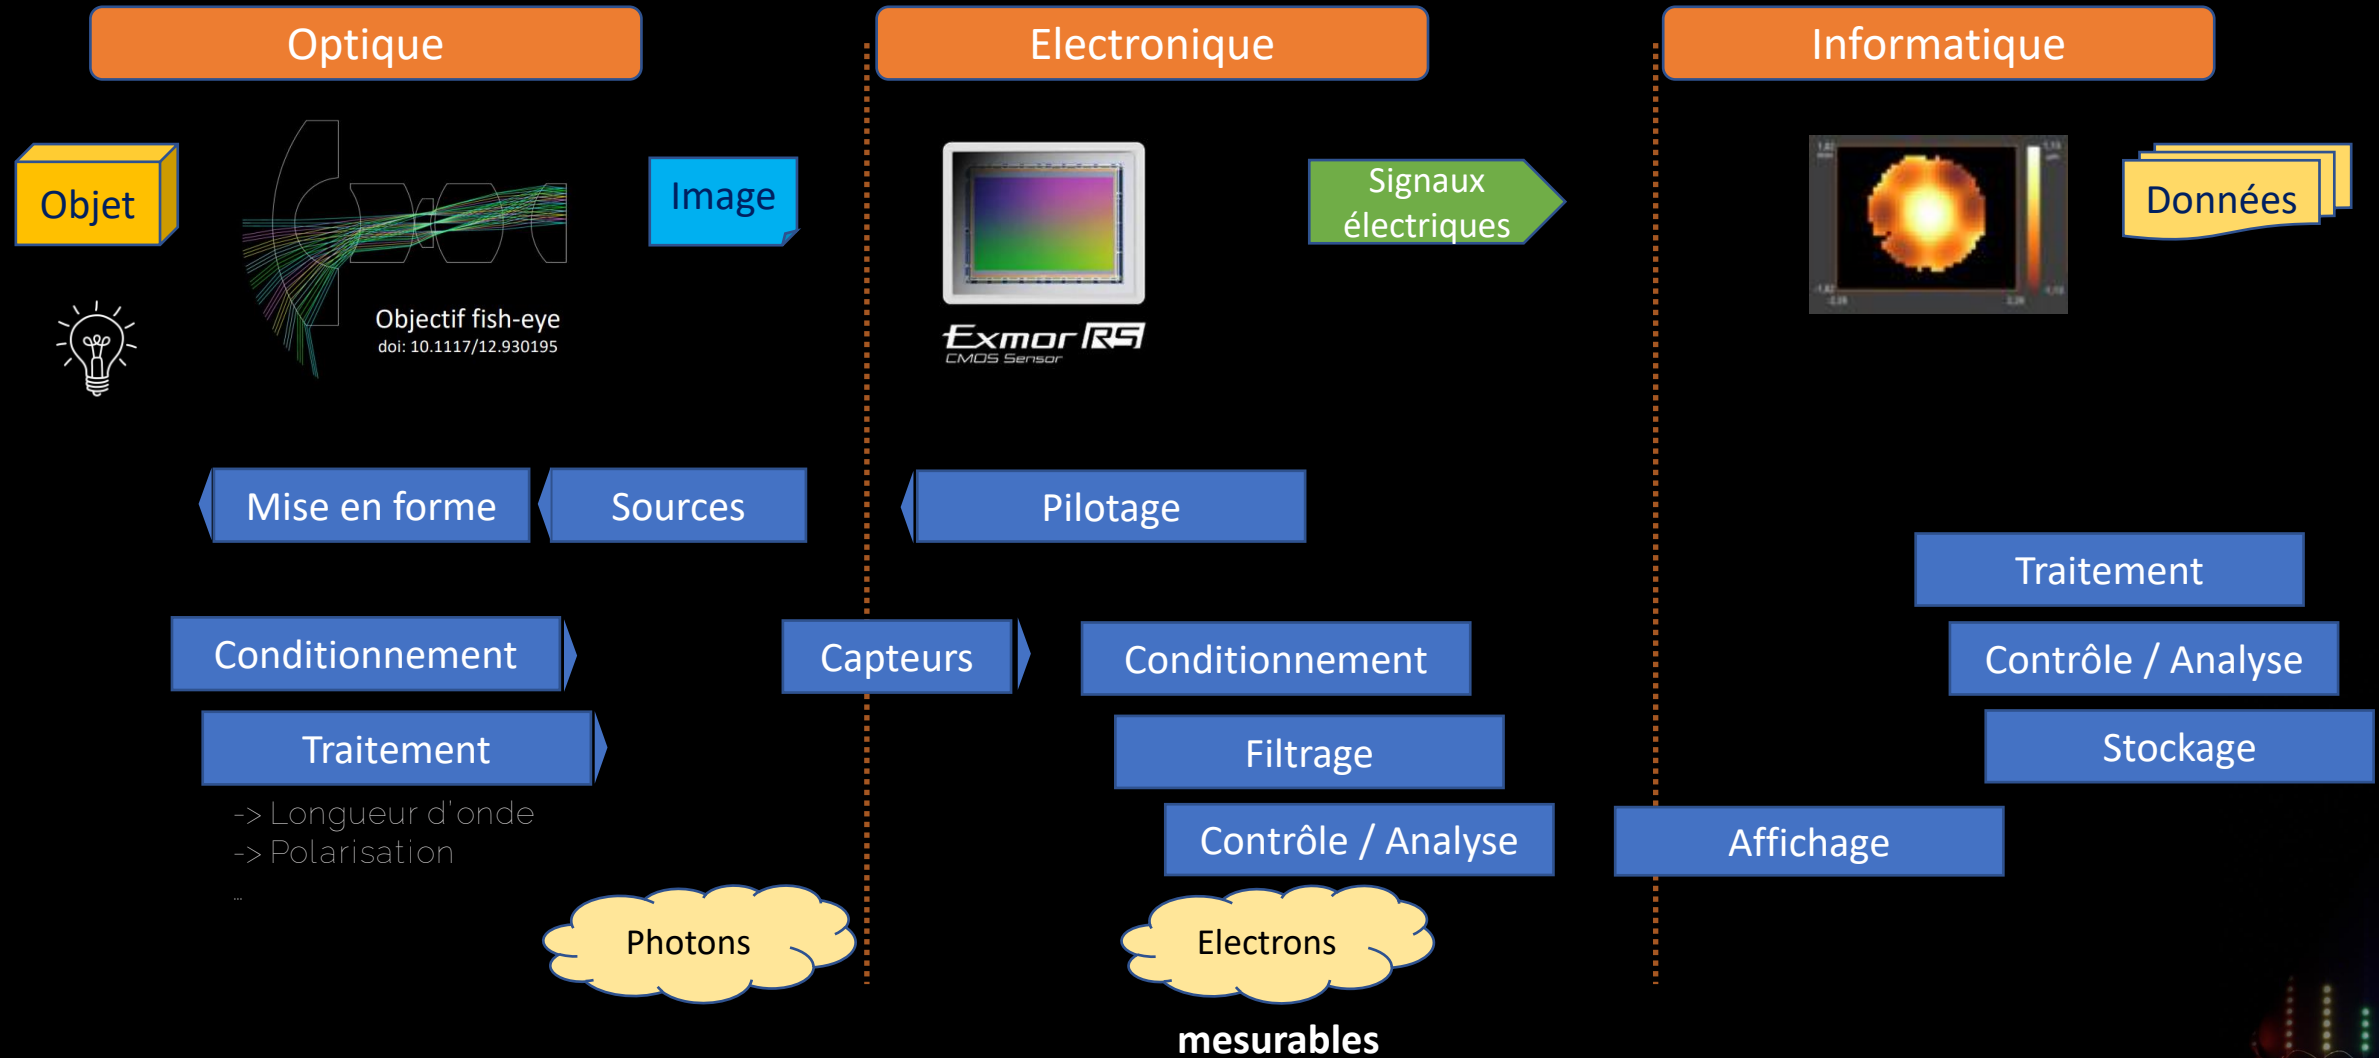 Optique
Electronique
Informatique
Objet
Image
Signaux
électriques
Données
Objectif fish-eye
doi: 10.1117/12.930195
Exmor RS
CMOS Sensor
Mise en forme
Sources
Pilotage
Traitement
Conditionnement
Capteurs
Conditionnement
Contrôle / Analyse
Traitement
Filtrage
Stockage
-> Longueur d'onde
-> Polarisation
...
Contrôle / Analyse
Affichage
Photons
Electrons
mesurables